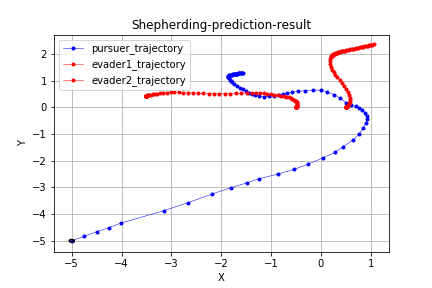 Shepherding-prediction-result
pursuer_trajectory
evader1_trajectory
evader2_trajectory
2
1
0
−1
−2
−3
−4
−5
Y
−5 −4 −3 −2 −1 0 1
X